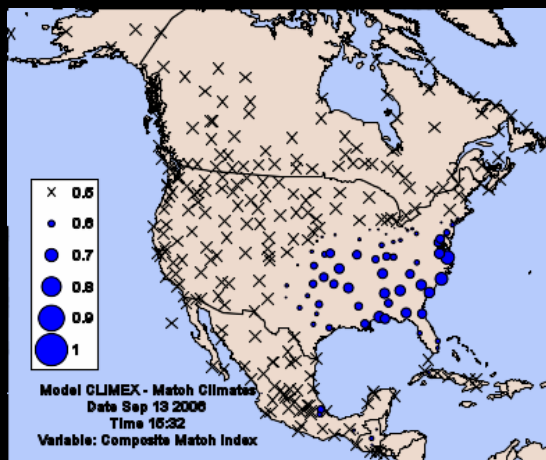 0.5
0.6
0.7
0.8
0.9
1
Model CLIMEX - Match Climates
Date Sep 13 2006
Time 15:32
Variable: Composite Match Index